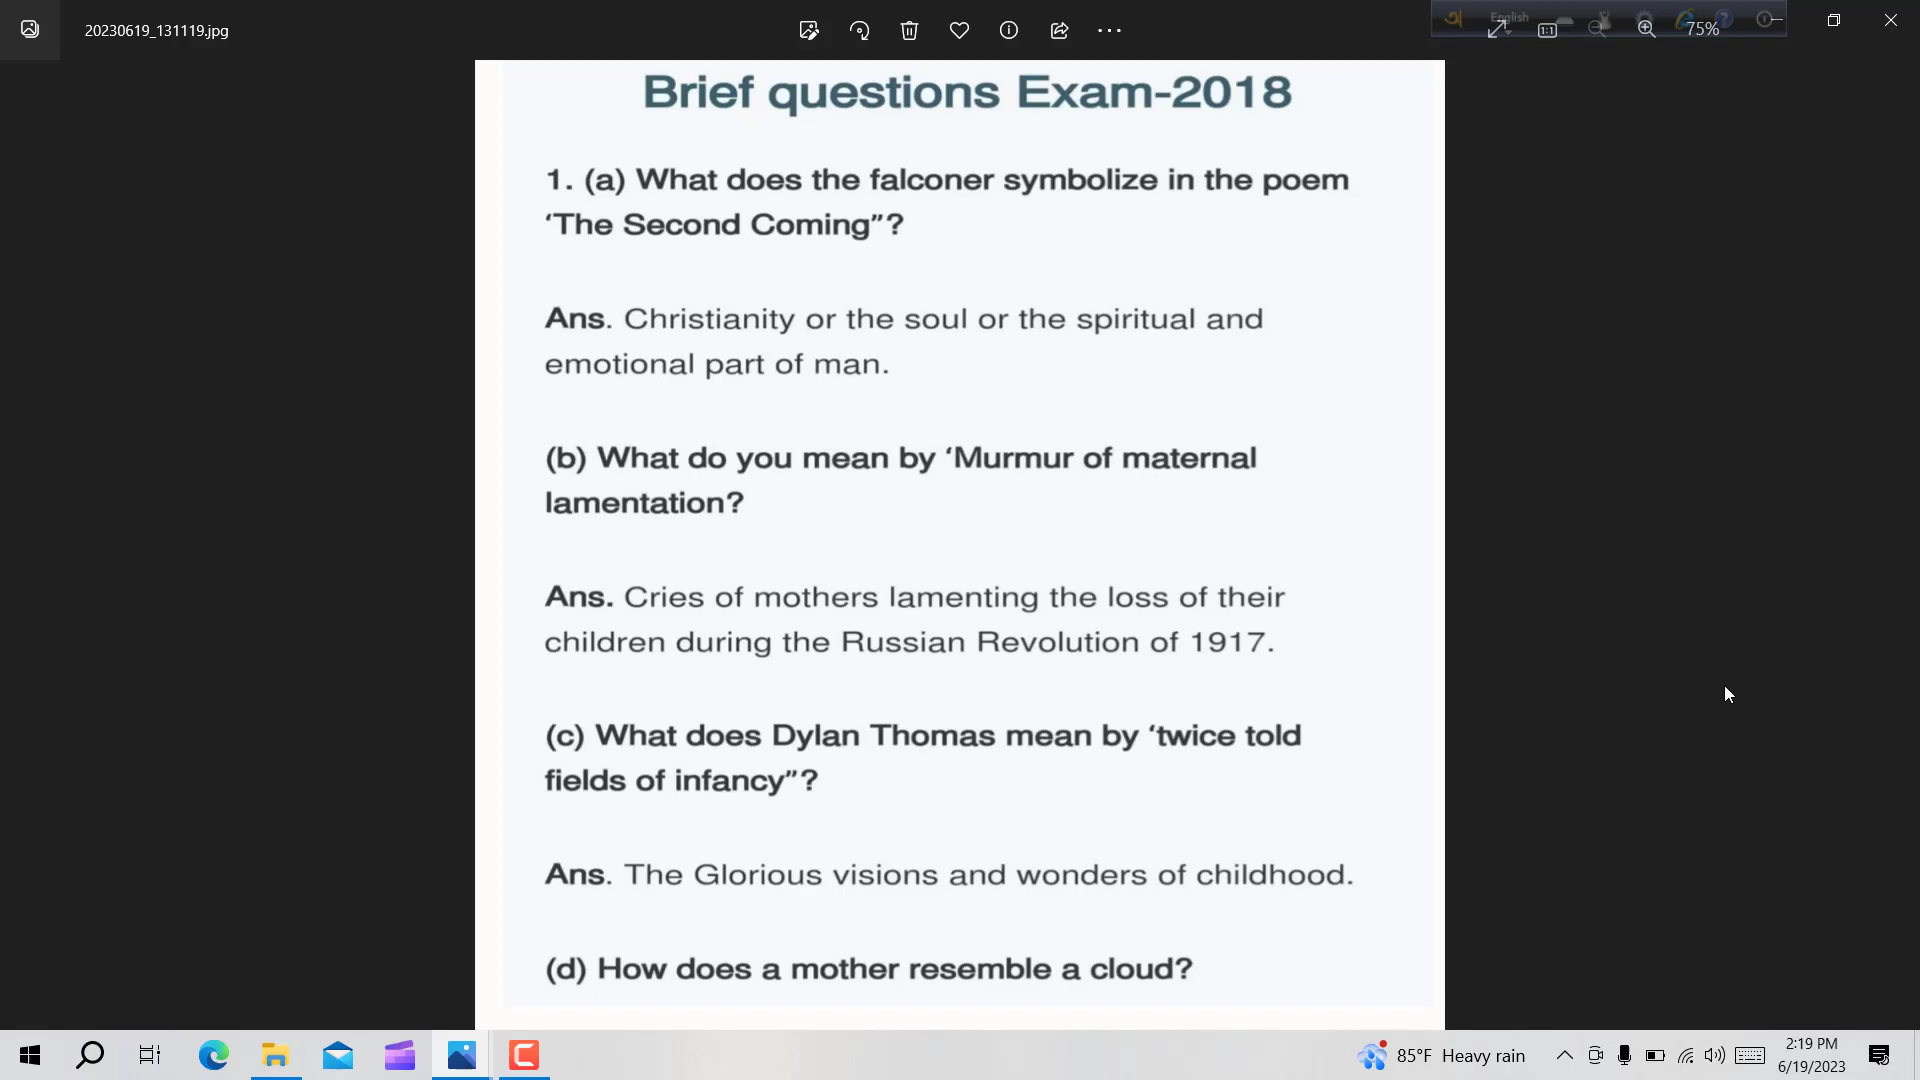 20230619_131119.jpg
English
75%
Brief questions Exam-2018
1. (a) What does the falconer symbolize in the poem
‘The Second Coming”?
Ans. Christianity or the soul or the spiritual and
emotional part of man.
(b) What do you mean by ‘Murmur of maternal
lamentation?
Ans. Cries of mothers lamenting the loss of their
children during the Russian Revolution of 1917.
(c) What does Dylan Thomas mean by ‘twice told
fields of infancy”?
Ans. The Glorious visions and wonders of childhood.
(d) How does a mother resemble a cloud?
85°F Heavy rain
2:19 PM
6/19/2023